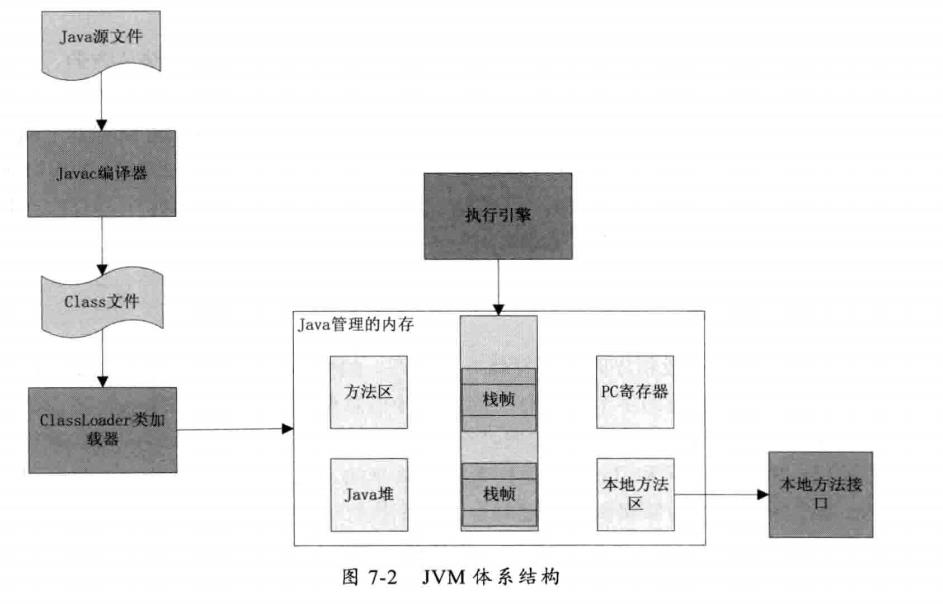 Java源文件
Javac编译器
执行引擎
Class文件
Java管理的内存
方法区
栈帧
PC寄存器
ClassLoader类加
载器
Java堆
栈帧
本地方法
区
本地方法接
口
图 7-2 JVM 体系结构